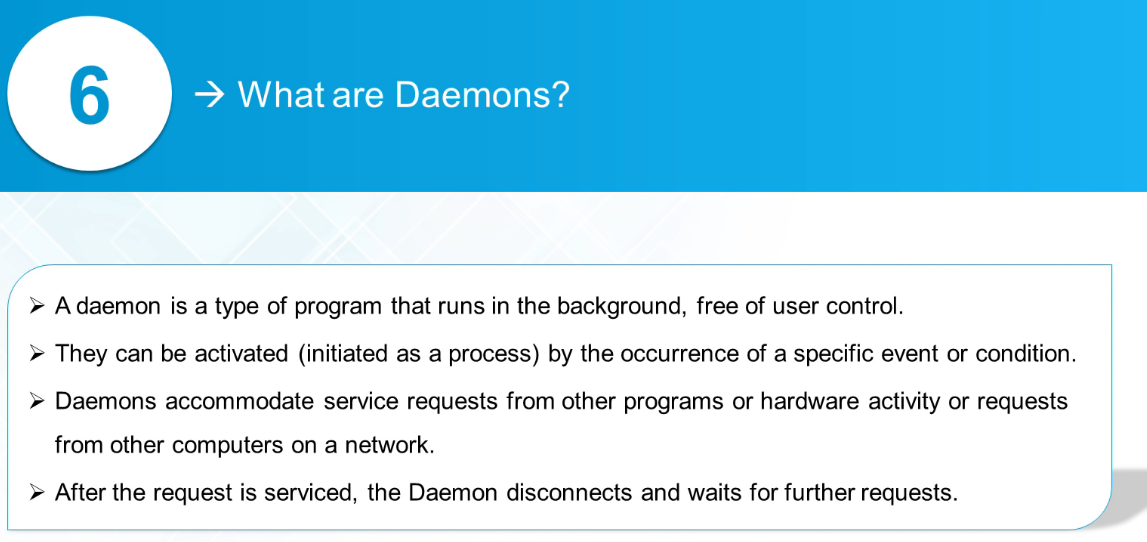 6
→ What are Daemons?
➢ A daemon is a type of program that runs in the background, free of user control.
➢ They can be activated (initiated as a process) by the occurrence of a specific event or condition.
➢ Daemons accommodate service requests from other programs or hardware activity or requests
from other computers on a network.
➢ After the request is serviced, the Daemon disconnects and waits for further requests.